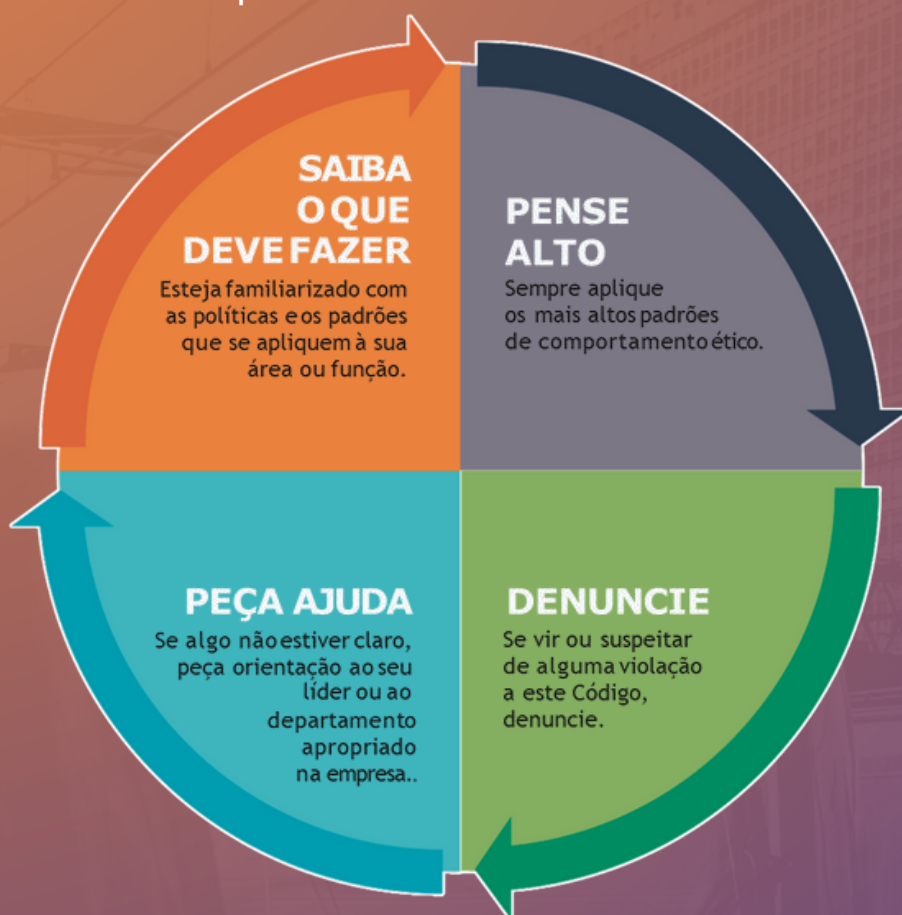 SAIBA
O QUE
DEVE FAZER
Esteja familiarizado com
as políticas e os padrões
que se apliquem à sua
área ou função.
PENSE
ALTO
Sempre aplique
os mais altos padrões
de comportamento ético.
PEÇA AJUDA
Se algo não estiver claro,
peça orientação ao seu
líder ou ao
departamento
apropriado
na empresa..
DENUNCIE
Se vir ou suspeitar
de alguma violação
a este Código,
denuncie.